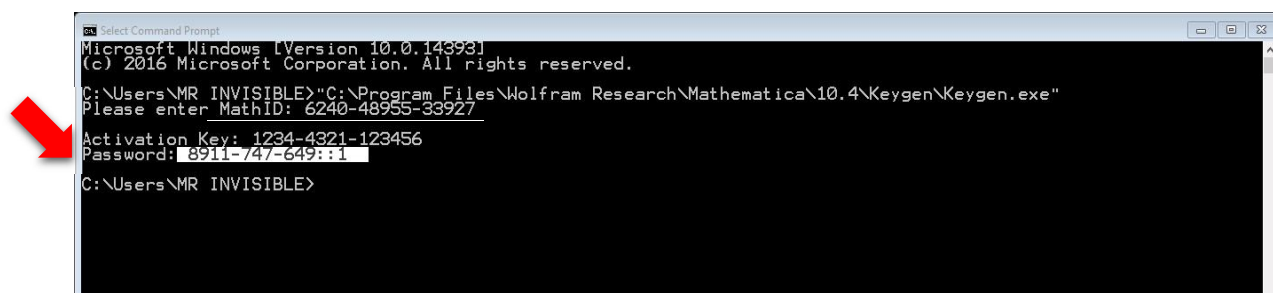 Select Command Prompt
Microsoft Windows [Version 10.0.14393]
(c) 2016 Microsoft Corporation. All rights reserved.
C:\Users\MR INVISIBLE>"C:\Program Files\Wolfram Research\Mathematica\10.4\Keygen\Keygen.exe"
Please enter MathID: 6240-48955-33927
Activation Key: 1234-4321-123456
Password: 8911-747-649::1
C:\Users\MR INVISIBLE>